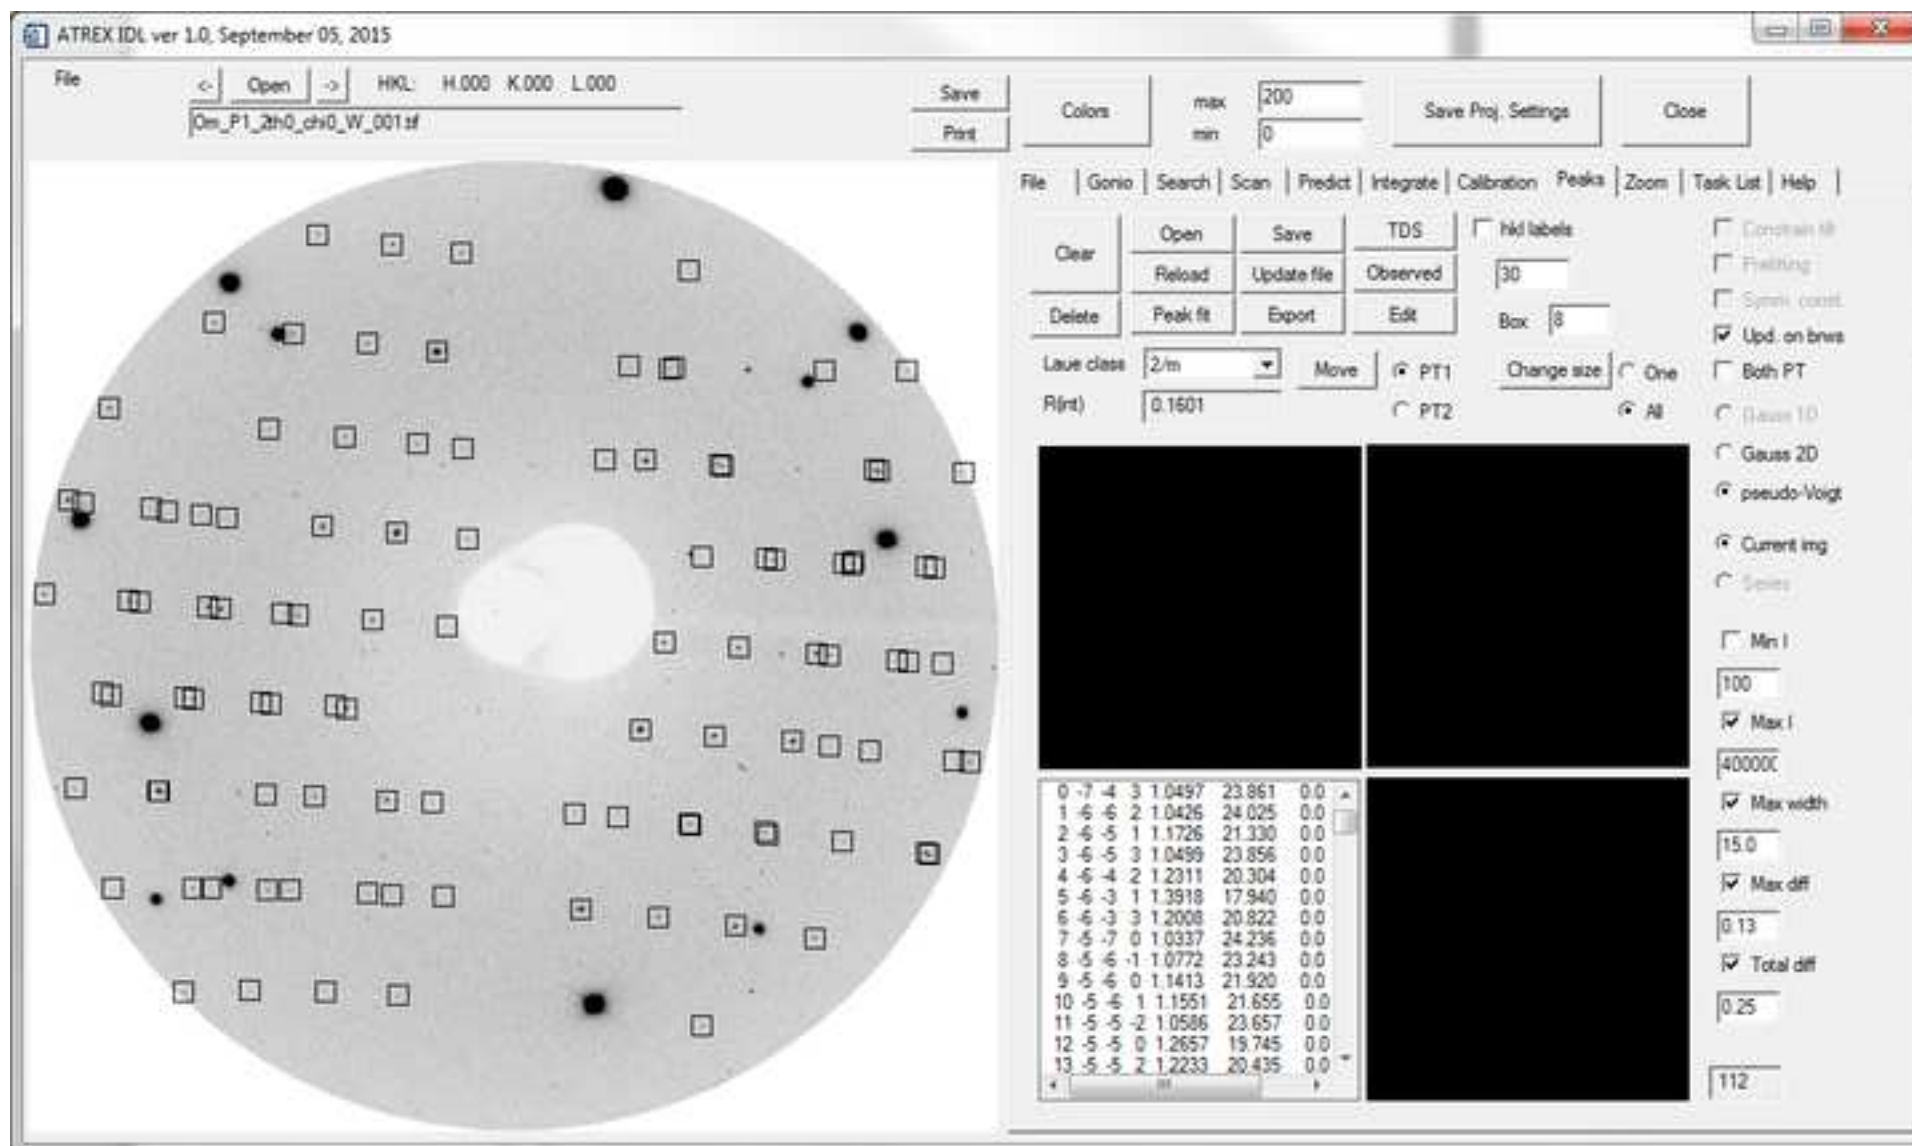 ATREX IDL ver 1.0, September 05, 2015
File <- Open -> HKL: H.000 K.000 L.000
Om_P1_2th0_chi0_W_001.tif
Save
Print
Colors
max 200
min 0
Save Proj. Settings
Close
File Gonio Search Scan Predict Integrate Calibration Peaks Zoom Task List Help
Clear Open Save TDS hkl labels
Reload Update file Observed 30
Delete Peak fit Export Edit Box 8
Laue class 2/m Move PT1 Change size One
R(int) 0.1601 PT2 All
Constrain tilt
Prefitting
Symm. const.
Upd. on brws
Both PT
Gauss 1D
Gauss 2D
pseudo-Voigt
Current img
Series
Min I
100
Max I
400000
Max width
15.0
Max diff
0.13
Total diff
0.25
112
0 -7 -4 3 1.0497 23.861 0.0
1 -6 -6 2 1.0426 24.025 0.0
2 -6 -5 1 1.1726 21.330 0.0
3 -6 -5 3 1.0499 23.856 0.0
4 -6 -4 2 1.2311 20.304 0.0
5 -6 -3 1 1.3918 17.940 0.0
6 -6 -3 3 1.2008 20.822 0.0
7 -5 -7 0 1.0337 24.236 0.0
8 -5 -6 -1 1.0772 23.243 0.0
9 -5 -6 0 1.1413 21.920 0.0
10 -5 -6 1 1.1551 21.655 0.0
11 -5 -5 -2 1.0586 23.657 0.0
12 -5 -5 0 1.2657 19.745 0.0
13 -5 -5 2 1.2233 20.435 0.0